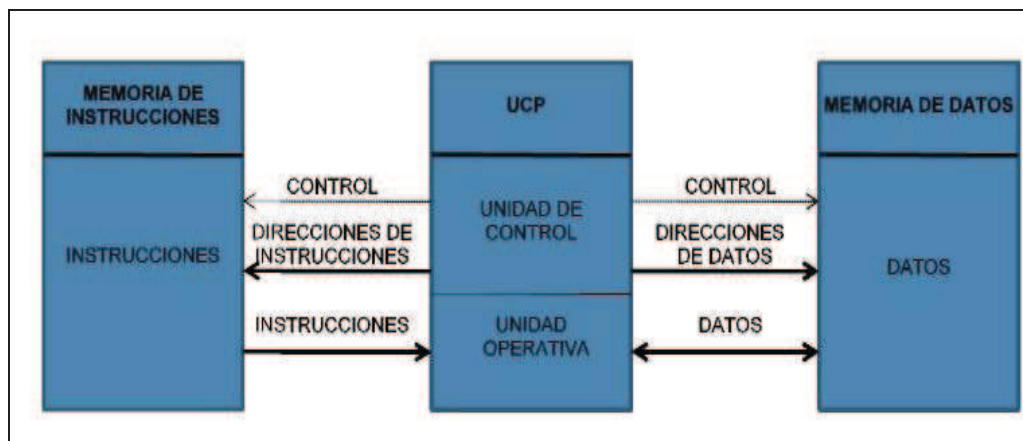 MEMORIA DE
INSTRUCCIONES
INSTRUCCIONES
CONTROL
DIRECCIONES DE
INSTRUCCIONES
INSTRUCCIONES
UCP
UNIDAD DE
CONTROL
UNIDAD
OPERATIVA
CONTROL
DIRECCIONES
DE DATOS
DATOS
MEMORIA DE DATOS
DATOS